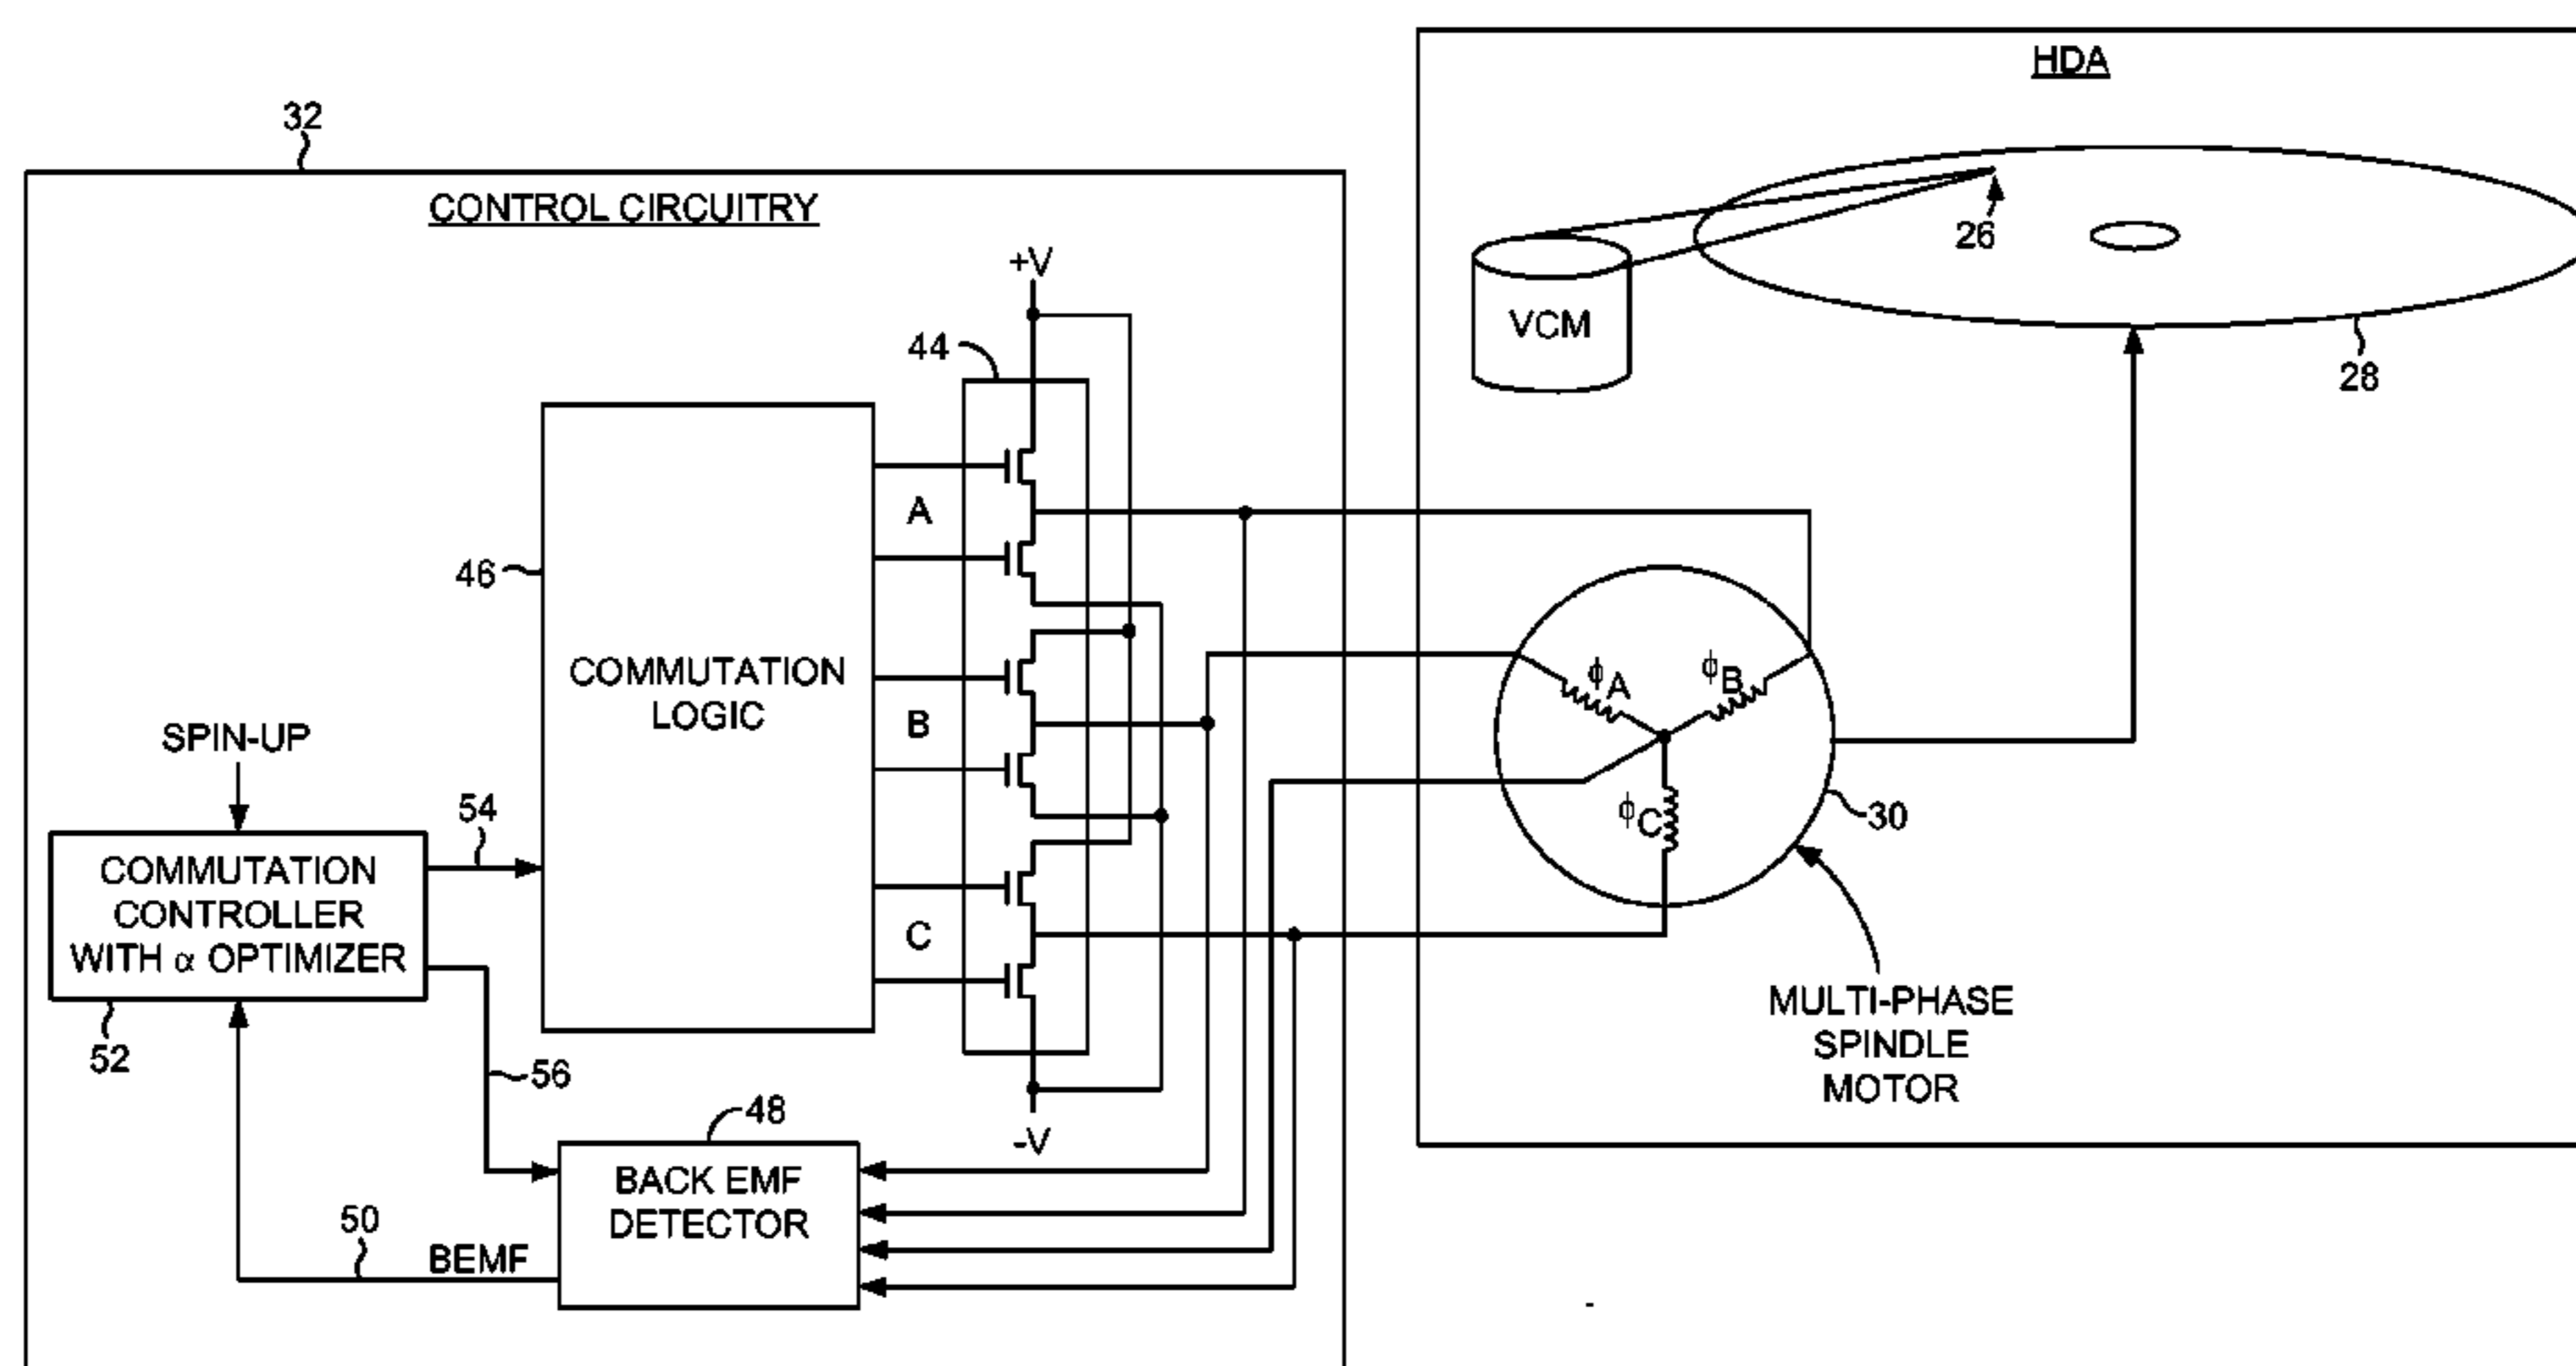 HDA
32
CONTROL CIRCUITRY
26
+V
VCM
44
28
A
46
ϕA
ϕB
COMMUTATION
LOGIC
B
SPIN-UP
54
ϕC
30
COMMUTATION
CONTROLLER
WITH α OPTIMIZER
C
MULTI-PHASE
SPINDLE
MOTOR
52
56
48
-V
BACK EMF
DETECTOR
50
BEMF